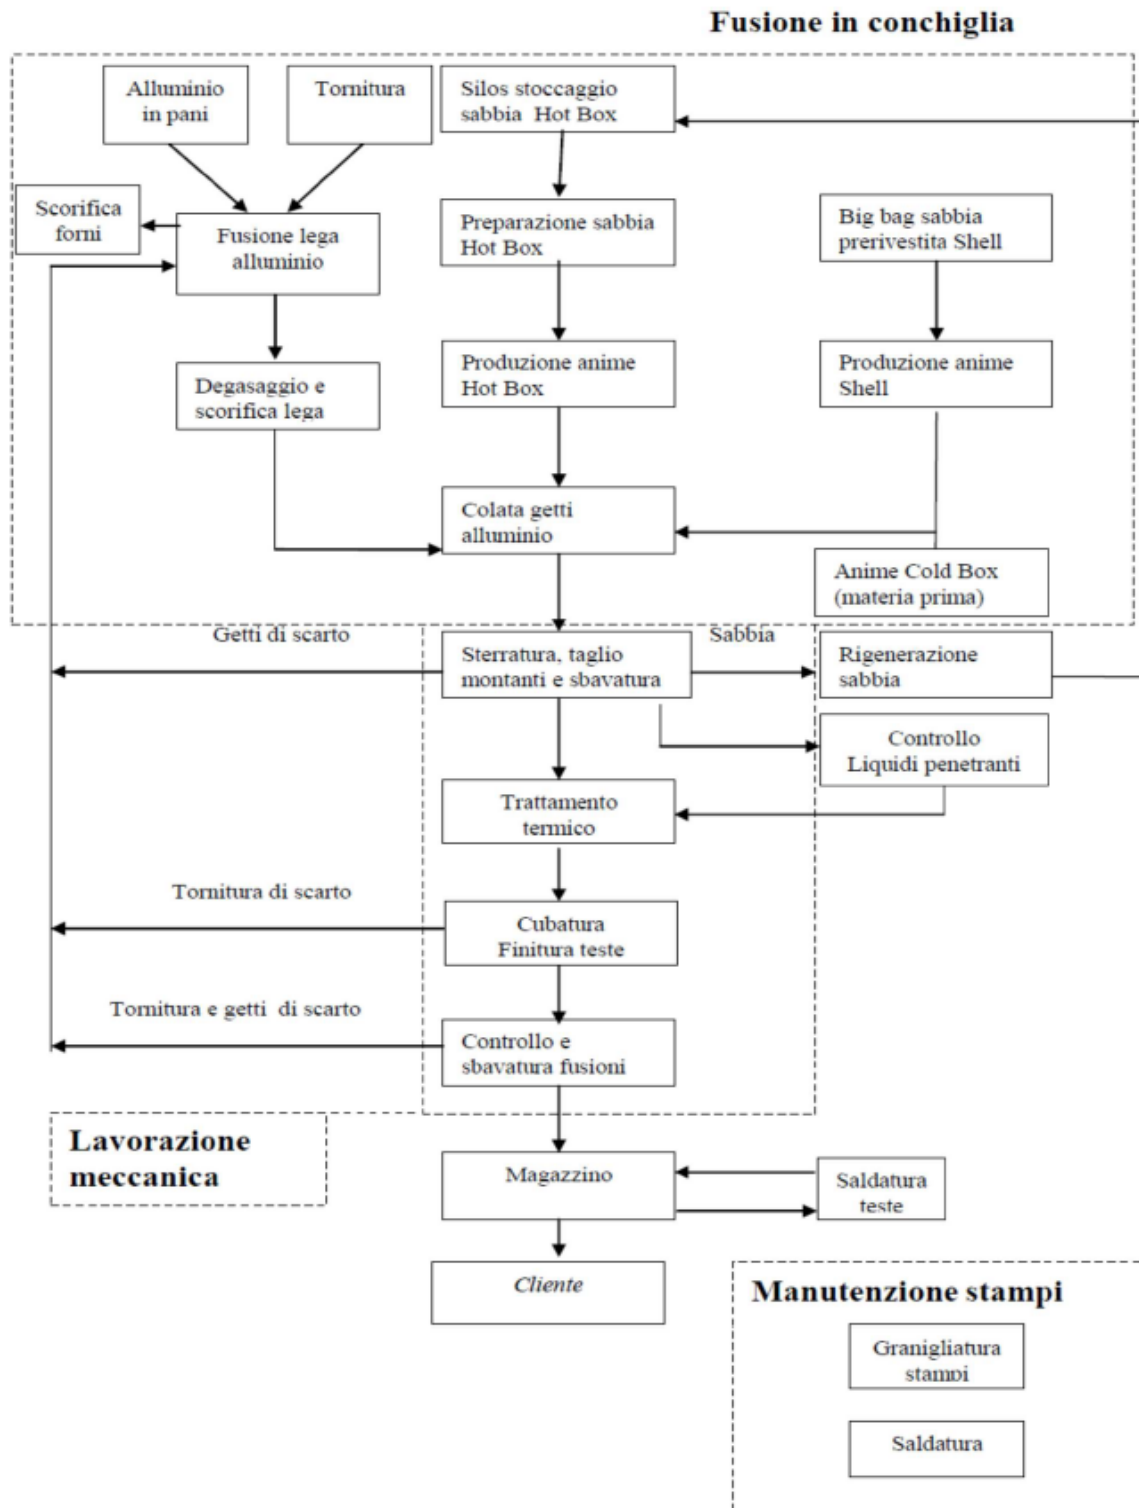 Fusione in conchiglia
Alluminio
in pani
Tornitura
Silos stoccaggio
sabbia Hot Box
Scorifica
forni
Fusione lega
alluminio
Preparazione sabbia
Hot Box
Big bag sabbia
prerivestita Shell
Degasaggio e
scorifica lega
Produzione anime
Hot Box
Produzione anime
Shell
Colata getti
alluminio
Anime Cold Box
(materia prima)
Getti di scarto
Sterratura, taglio
montanti e sbavatura
Sabbia
Rigenerazione
sabbia
Controllo
Liquidi penetranti
Trattamento
termico
Tornitura di scarto
Cubatura
Finitura teste
Tornitura e getti di scarto
Controllo e
sbavatura fusioni
Lavorazione
meccanica
Magazzino
Saldatura
teste
Cliente
Manutenzione stampi
Granigliatura
stampi
Saldatura